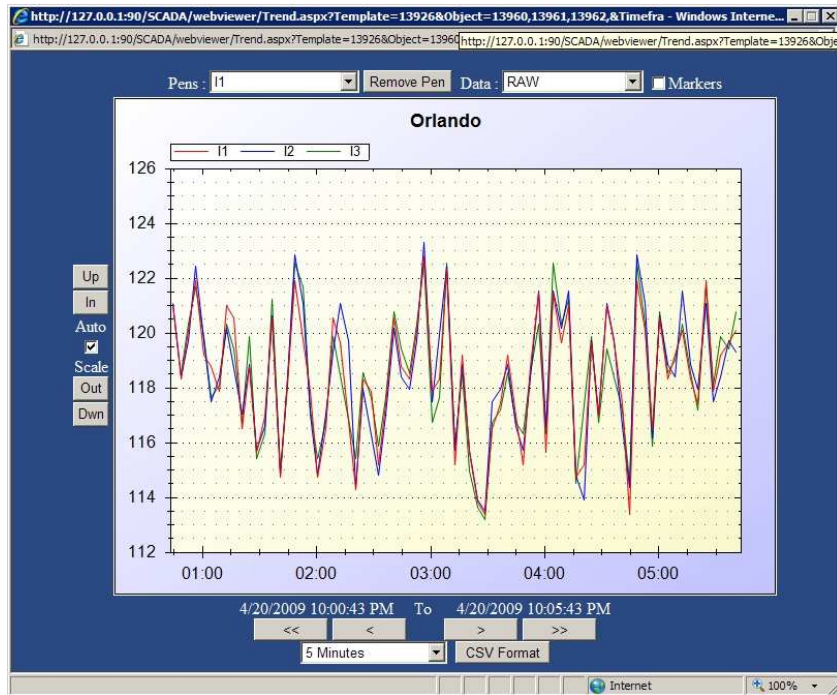 http://127.0.0.1:90/SCADA/webviewer/Trend.aspx?Template=13926&Object=13960,13961,13962,&Timefra - Windows Interne...
http://127.0.0.1:90/SCADA/webviewer/Trend.aspx?Template=13926&Object=13960
http://127.0.0.1:90/SCADA/webviewer/Trend.aspx?Template=13926&Obje
Pens : I1 Remove Pen Data : RAW Markers
Orlando
I1 I2 I3
126
124
122
120
118
116
114
112
Up
In
Auto
Scale
Out
Dwn
01:00 02:00 03:00 04:00 05:00
4/20/2009 10:00:43 PM To 4/20/2009 10:05:43 PM
<< < > >>
5 Minutes CSV Format
Internet 100%